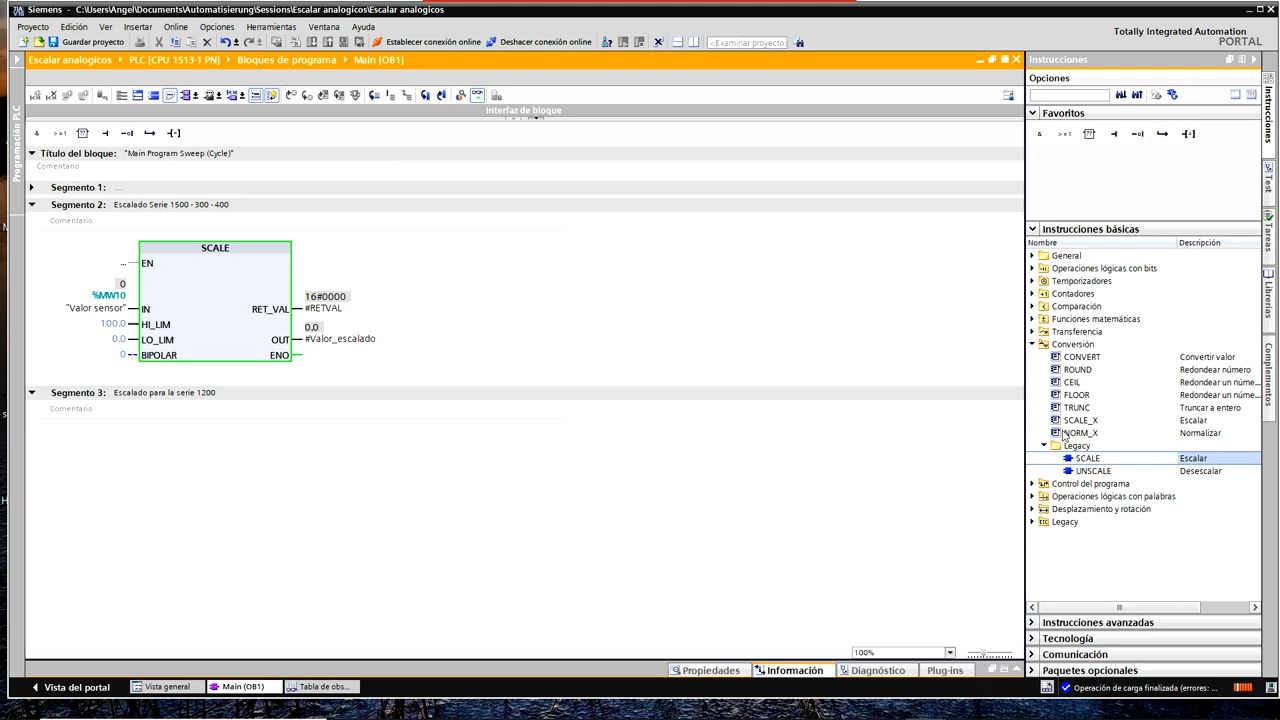 Siemens - C:\Users\Angel\Documents\Automatisierung\Sessions\Escalar analogicos\Escalar analogicos
Proyecto Edición Ver Insertar Online Opciones Herramientas Ventana Ayuda
Totally Integrated Automation
PORTAL
Guardar proyecto Establecer conexión online Deshacer conexión online <Examinar proyecto>
Escalar analogicos ▸ PLC [CPU 1513-1 PN] ▸ Bloques de programa ▸ Main [OB1]
Instrucciones
Opciones
Programación PLC
Interfaz de bloque
Favoritos
& >=1 ??
& >=1 ??
Título del bloque: "Main Program Sweep (Cycle)"
Comentario
Segmento 1: .....
Segmento 2: Escalado Serie 1500 - 300 - 400
Comentario
SCALE
... EN
0
%MW10
"Valor sensor" IN
100.0 HI_LIM
0.0 LO_LIM
0 BIPOLAR
16#0000
RET_VAL #RETVAL
0.0
OUT #Valor_escalado
ENO
Segmento 3: Escalado para la serie 1200
Comentario
Instrucciones básicas
Nombre Descripción
General
Operaciones lógicas con bits
Temporizadores
Contadores
Comparación
Funciones matemáticas
Transferencia
Conversión
CONVERT Convertir valor
ROUND Redondear número
CEIL Redondear un núme...
FLOOR Redondear un núme...
TRUNC Truncar a entero
SCALE_X Escalar
NORM_X Normalizar
Legacy
SCALE Escalar
UNSCALE Desescalar
Control del programa
Operaciones lógicas con palabras
Desplazamiento y rotación
Legacy
Instrucciones avanzadas
Tecnología
Comunicación
Paquetes opcionales
Instrucciones
Test
Tareas
Librerías
Complementos
100%
Propiedades Información Diagnóstico Plug-ins
Vista del portal Vista general Main (OB1) Tabla de obs... Operación de carga finalizada (errores: ...